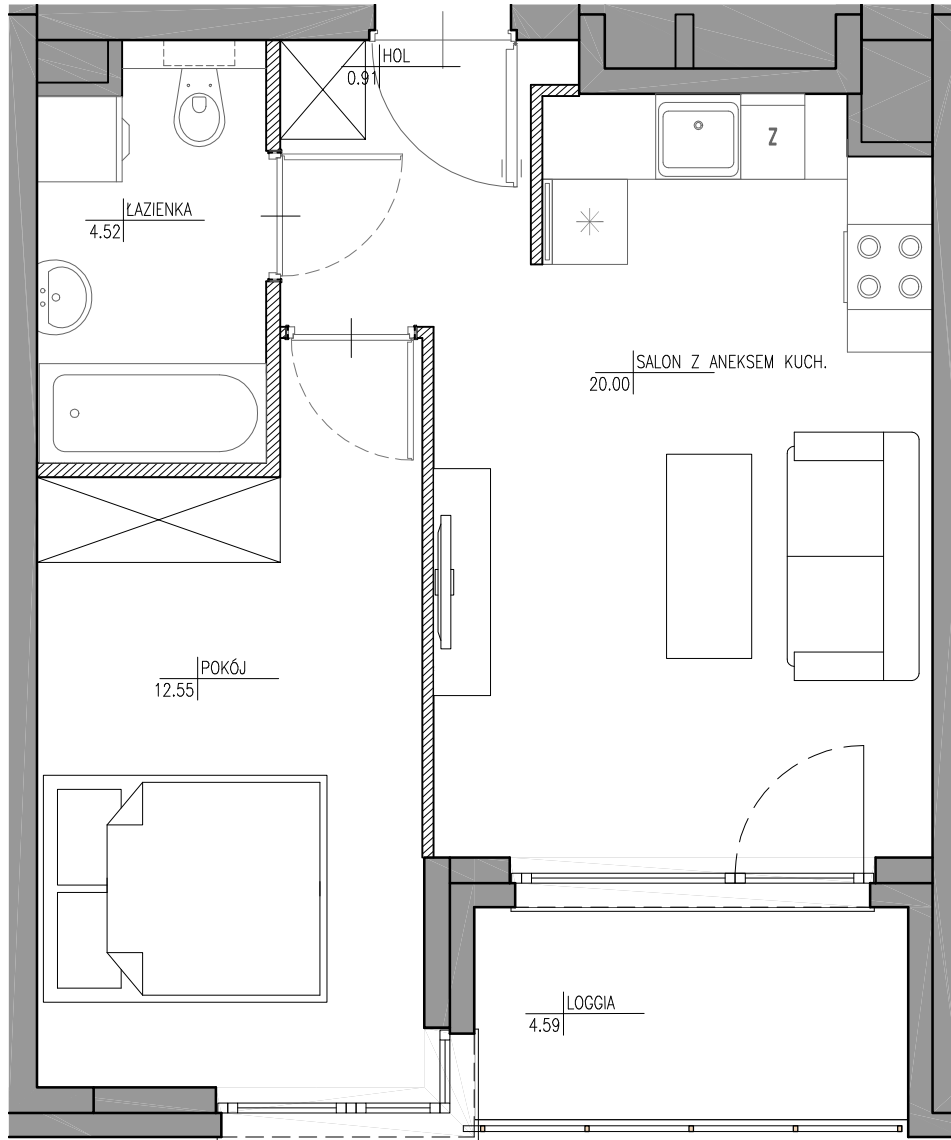 HOL
0.91
Z
ŁAZIENKA
4.52
SALON Z ANEKSEM KUCH.
20.00
POKÓJ
12.55
LOGGIA
4.59